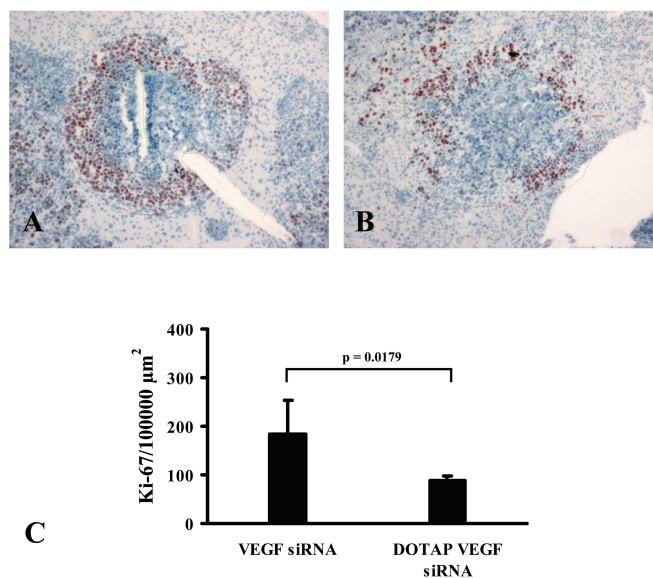 A
B
400
p = 0.0179
300
200
100
0
Ki-67/100000 µm²
C
VEGF siRNA
DOTAP VEGF
siRNA